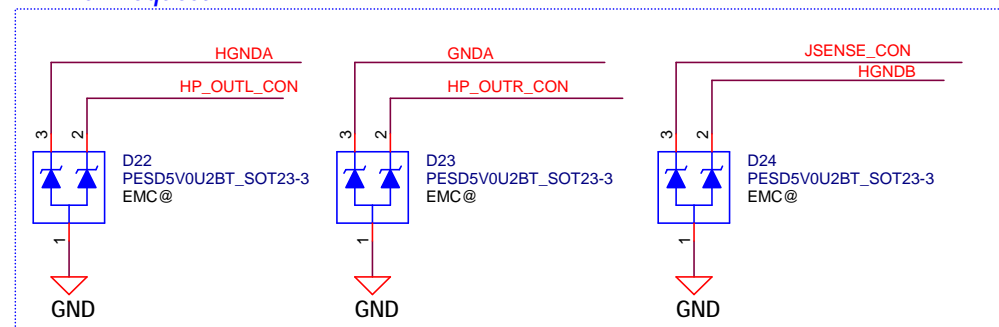 HGNDA
HP_OUTL_CON
3 2
D22
PESD5V0U2BT_SOT23-3
EMC@
1
GND
GNDA
HP_OUTR_CON
3 2
D23
PESD5V0U2BT_SOT23-3
EMC@
1
GND
JSENSE_CON
HGNDB
3 2
D24
PESD5V0U2BT_SOT23-3
EMC@
1
GND